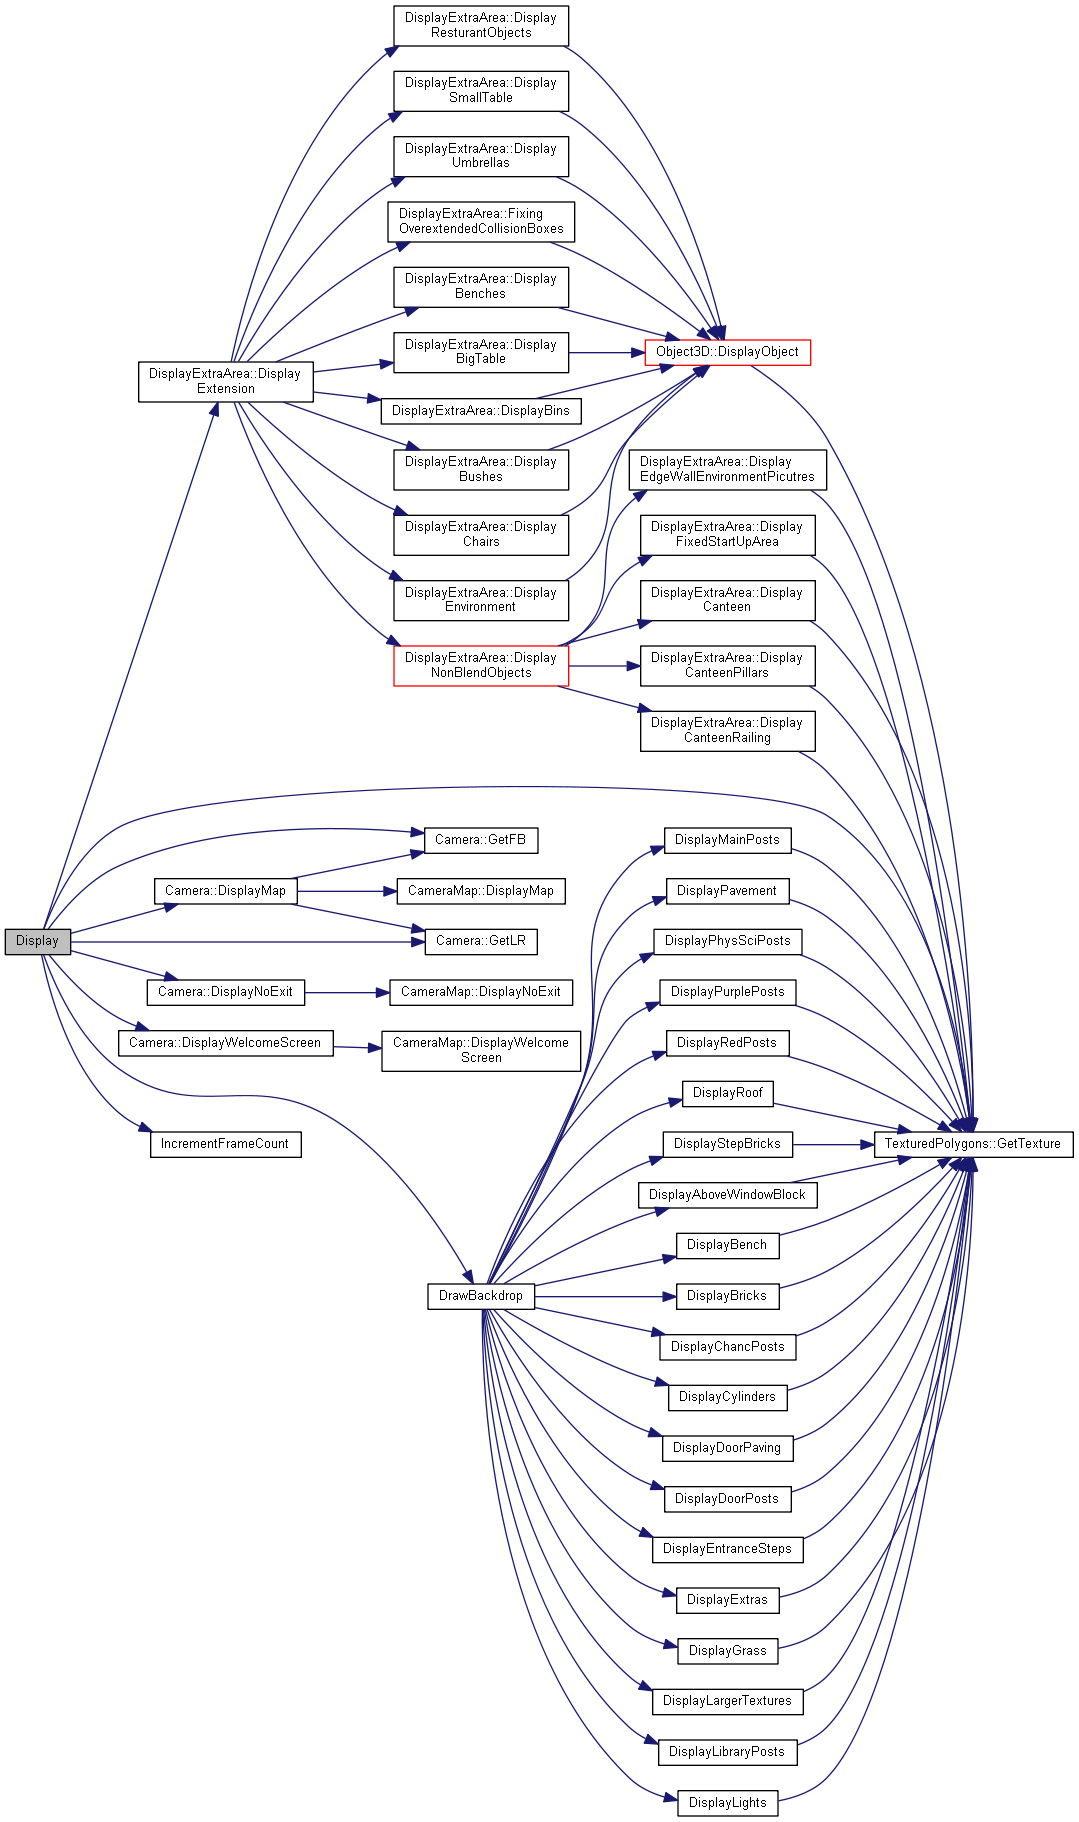 DisplayExtraArea::Display
ResturantObjects
DisplayExtraArea::Display
SmallTable
DisplayExtraArea::Display
Umbrellas
DisplayExtraArea::Fixing
OverextendedCollisionBoxes
DisplayExtraArea::Display
Benches
DisplayExtraArea::Display
BigTable
Object3D::DisplayObject
DisplayExtraArea::Display
Extension
DisplayExtraArea::DisplayBins
DisplayExtraArea::Display
Bushes
DisplayExtraArea::Display
EdgeWallEnvironmentPicutres
DisplayExtraArea::Display
Chairs
DisplayExtraArea::Display
FixedStartUpArea
DisplayExtraArea::Display
Environment
DisplayExtraArea::Display
Canteen
DisplayExtraArea::Display
NonBlendObjects
DisplayExtraArea::Display
CanteenPillars
DisplayExtraArea::Display
CanteenRailing
Camera::GetFB
DisplayMainPosts
Camera::DisplayMap
CameraMap::DisplayMap
DisplayPavement
Display
Camera::GetLR
DisplayPhysSciPosts
Camera::DisplayNoExit
CameraMap::DisplayNoExit
DisplayPurplePosts
Camera::DisplayWelcomeScreen
CameraMap::DisplayWelcome
Screen
DisplayRedPosts
DisplayRoof
IncrementFrameCount
DisplayStepBricks
TexturedPolygons::GetTexture
DisplayAboveWindowBlock
DisplayBench
DrawBackdrop
DisplayBricks
DisplayChancPosts
DisplayCylinders
DisplayDoorPaving
DisplayDoorPosts
DisplayEntranceSteps
DisplayExtras
DisplayGrass
DisplayLargerTextures
DisplayLibraryPosts
DisplayLights